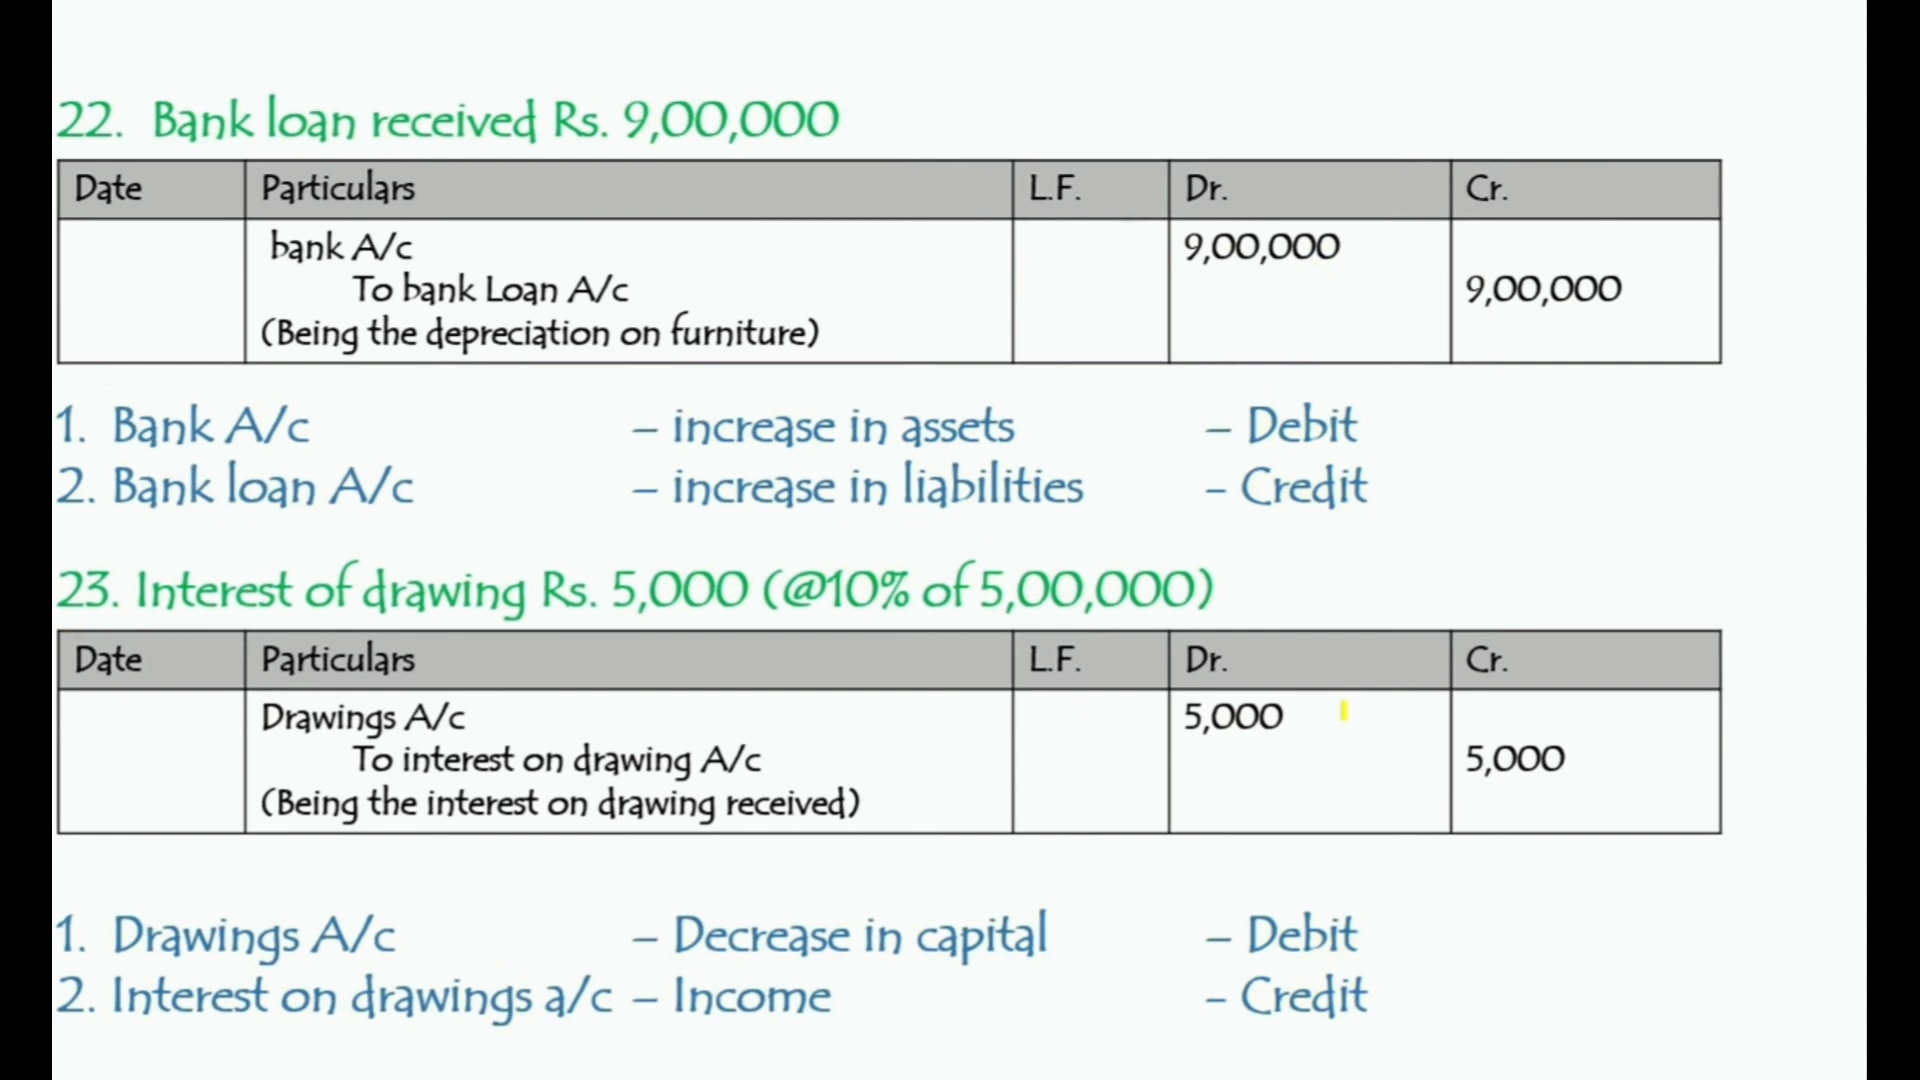 22. Bank loan received Rs. 9,00,000
Date Particulars L.F. Dr. Cr.
bank A/c 9,00,000
To bank Loan A/c 9,00,000
(Being the depreciation on furniture)
1. Bank A/c – increase in assets – Debit
2. Bank loan A/c – increase in liabilities – Credit
23. Interest of drawing Rs. 5,000 (@10% of 5,00,000)
Date Particulars L.F. Dr. Cr.
Drawings A/c 5,000
To interest on drawing A/c 5,000
(Being the interest on drawing received)
1. Drawings A/c – Decrease in capital – Debit
2. Interest on drawings a/c – Income – Credit